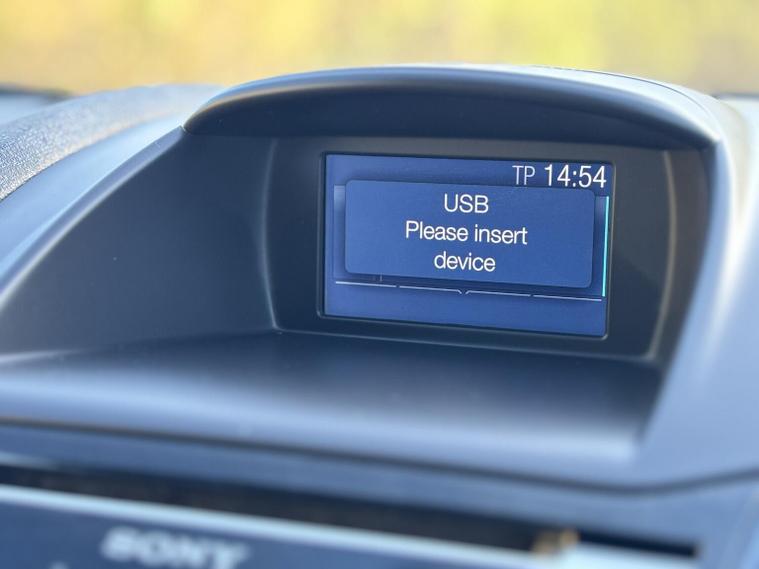 TP 14:54
USB
Please insert
device
SONY